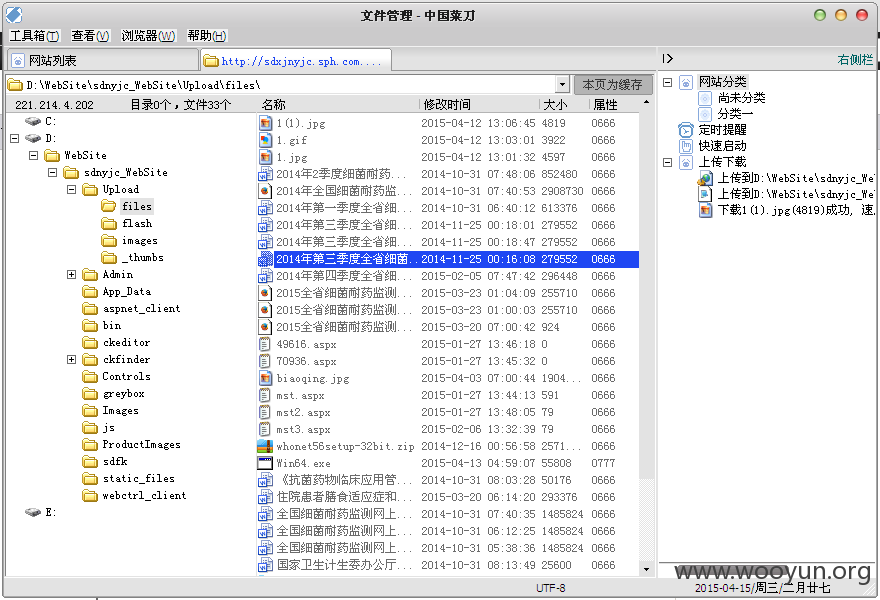 文件管理 - 中国菜刀
工具箱(T) 查看(V) 浏览器(W) 帮助(H)
网站列表
http://sdxjnyjc.sph.com....
右侧栏
D:\WebSite\sdnyjc_WebSite\Upload\files\
本页为缓存
221.214.4.202 目录0个，文件33个
C:
D:
WebSite
sdnyjc_WebSite
Upload
files
flash
images
_thumbs
Admin
App_Data
aspnet_client
bin
ckeditor
ckfinder
Controls
greybox
Images
js
ProductImages
sdfk
static_files
webctrl_client
E:
名称 修改时间 大小 属性
1(1).jpg 2015-04-12 13:06:45 4819 0666
1.gif 2015-04-12 13:03:01 3922 0666
1.jpg 2015-04-12 13:01:32 4597 0666
2014年2季度细菌耐药... 2014-10-31 07:48:06 852480 0666
2014年全国细菌耐药监... 2014-10-31 07:40:53 2908730 0666
2014年第一季度全省细... 2014-10-31 06:40:12 613376 0666
2014年第三季度全省细... 2014-11-25 00:18:01 279552 0666
2014年第三季度全省细... 2014-11-25 00:18:47 279552 0666
2014年第三季度全省细菌... 2014-11-25 00:16:08 279552 0666
2014年第四季度全省细... 2015-02-05 07:47:42 296448 0666
2015全省细菌耐药监测... 2015-03-23 01:04:09 255710 0666
2015全省细菌耐药监测... 2015-03-23 01:00:03 255710 0666
2015全省细菌耐药监测... 2015-03-20 07:00:42 924 0666
49616.aspx 2015-01-27 13:46:18 0 0666
70936.aspx 2015-01-27 13:45:32 0 0666
biaoqing.jpg 2015-04-03 07:00:44 1904... 0666
mst.aspx 2015-01-27 13:44:13 591 0666
mst2.aspx 2015-01-27 13:48:05 79 0666
mst3.aspx 2015-02-06 13:32:39 79 0666
whonet56setup-32bit.zip 2014-12-16 00:56:58 2571... 0666
Win64.exe 2015-04-13 04:59:07 55808 0777
《抗菌药物临床应用管... 2014-10-31 08:03:28 50176 0666
住院患者膳食适应症和... 2015-03-20 06:14:20 293376 0666
全国细菌耐药监测网上... 2014-10-31 07:40:35 1485824 0666
全国细菌耐药监测网上... 2014-10-31 06:12:25 1485824 0666
全国细菌耐药监测网上... 2014-10-31 05:38:36 1485824 0666
国家卫生计生委办公厅... 2014-10-31 08:13:49 25600 0666
网站分类
尚未分类
分类一
定时提醒
快速启动
上传下载
上传到D:\WebSite\sdnyjc_We
上传到D:\WebSite\sdnyjc_We
下载1(1).jpg(4819)成功, 速
www.wooyun.org
UTF-8
2015-04-15/周三/二月廿七